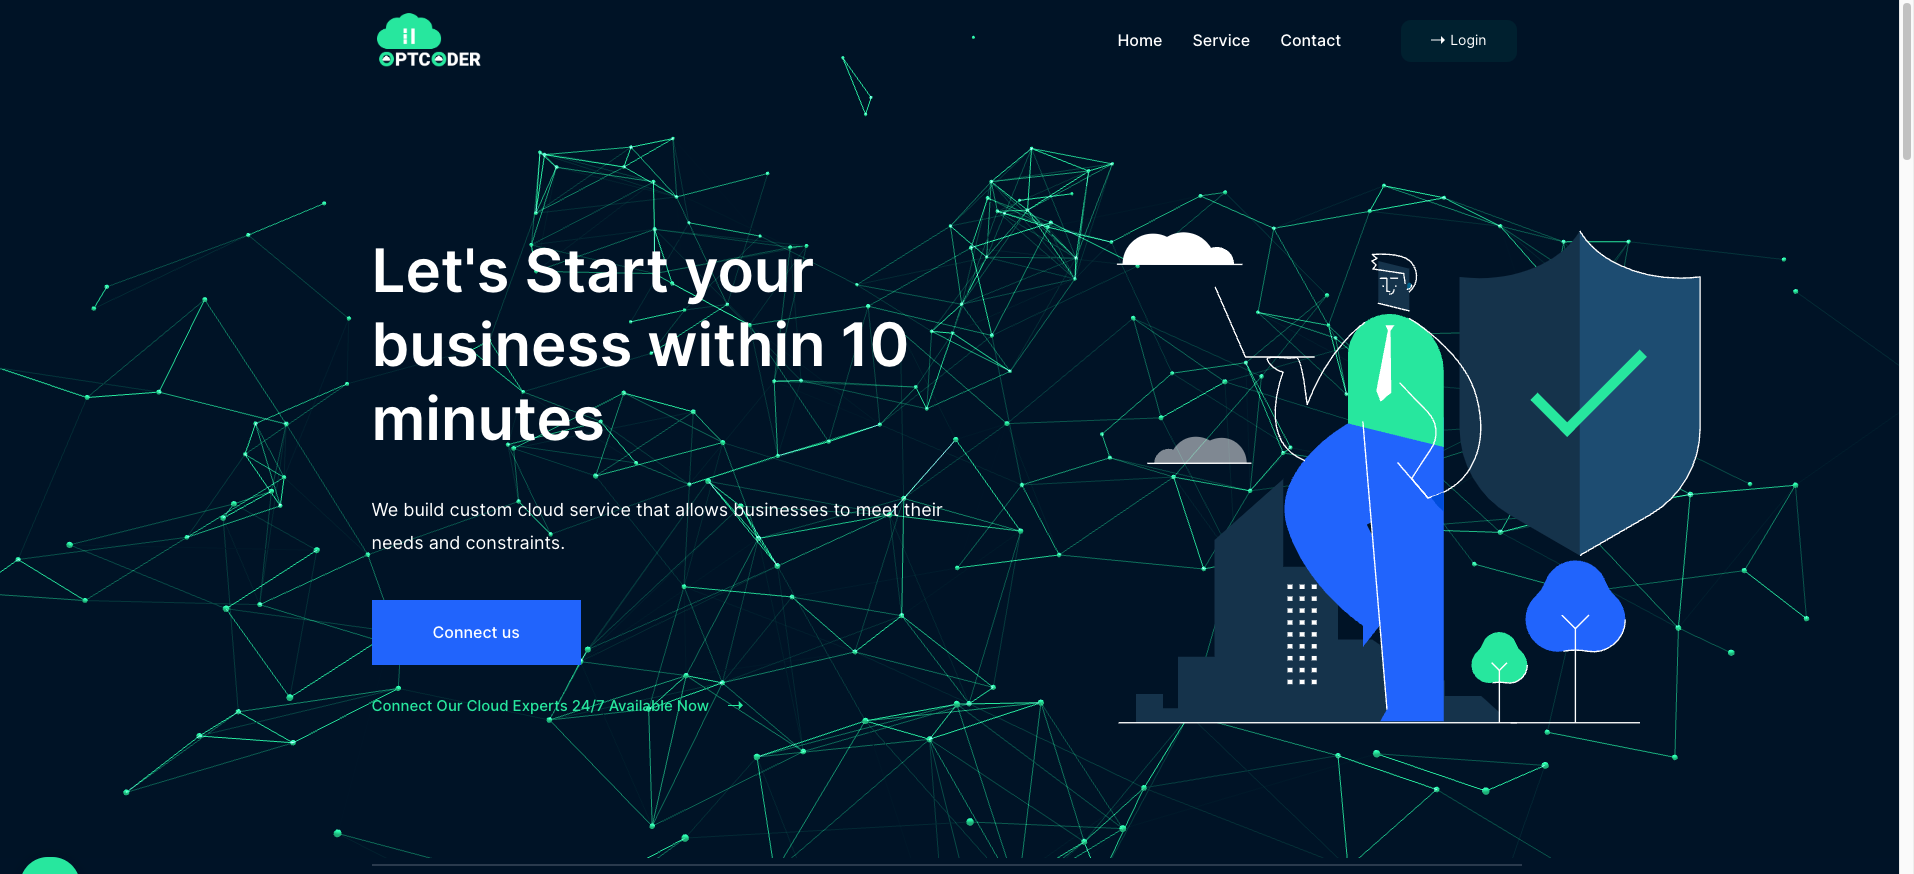 OPTCODER
Home Service Contact Login
Let's Start your
business within 10
minutes
We build custom cloud service that allows businesses to meet their
needs and constraints.
Connect us
Connect Our Cloud Experts 24/7 Available Now